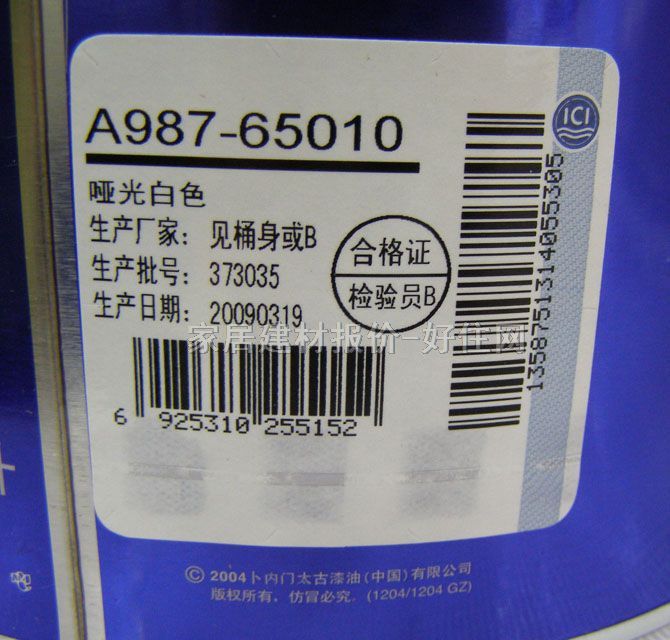 A987-65010
ICI
哑光白色
生产厂家：见桶身或B
生产批号：373035
生产日期：20090319
合格证
检验员B
13587513140553​05
家居建材报价-好住网
6 925310 255152
© 2004卜内门太古漆油(中国)有限公司
版权所有．仿冒必究．(1204/1204 GZ)